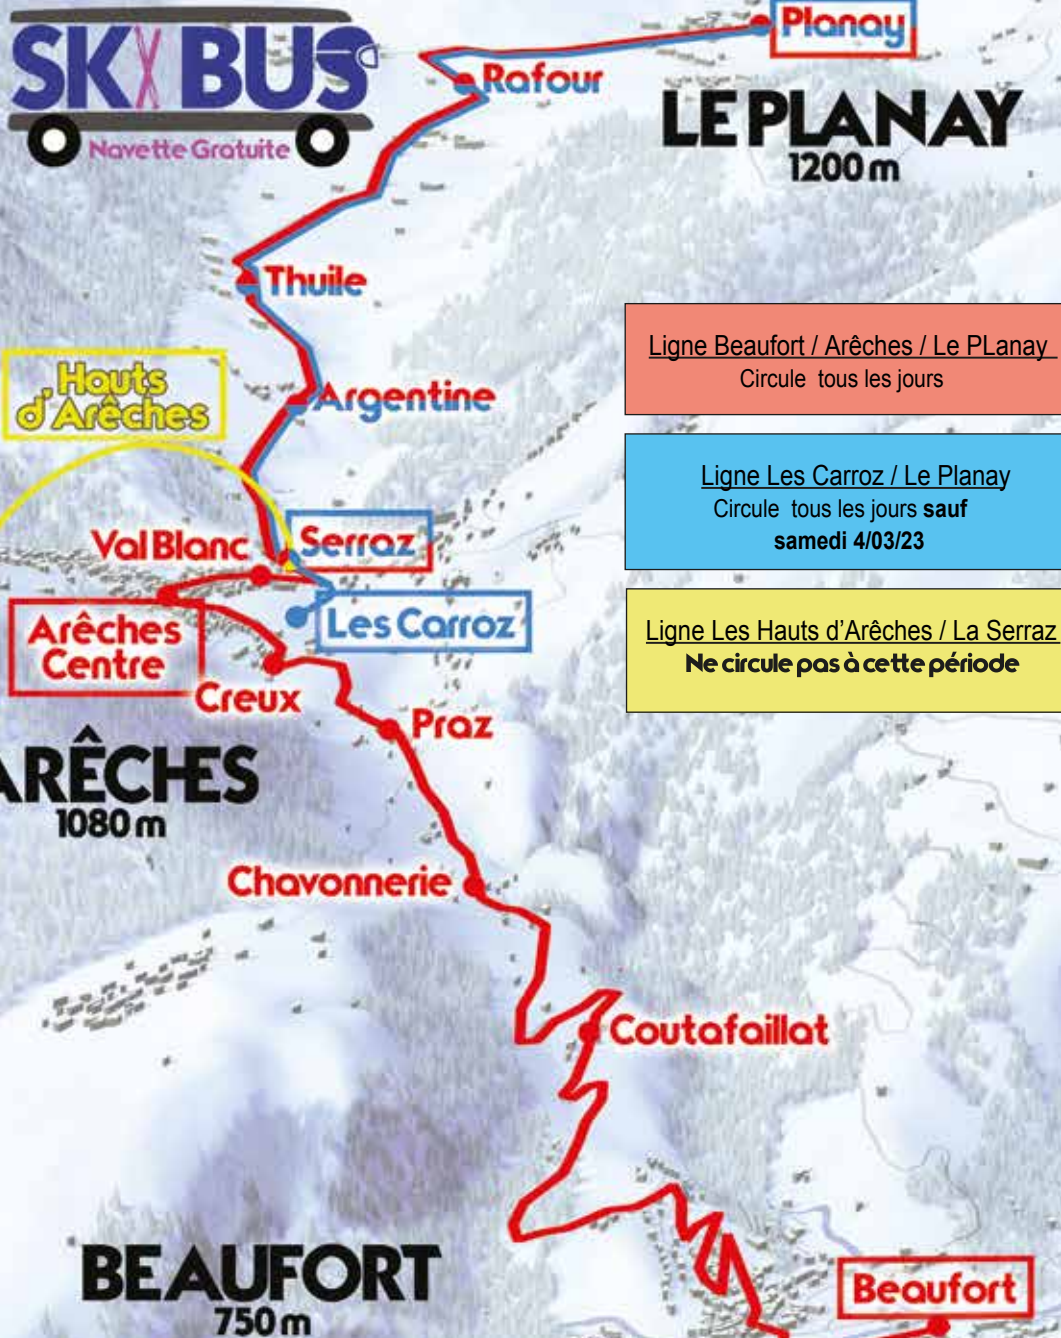 SKI BUS
Navette Gratuite
Planay
Rafour
LE PLANAY
1200 m
Thuile
Ligne Beaufort / Arêches / Le PLanay
Circule tous les jours
Hauts
d'Arêches
Argentine
Ligne Les Carroz / Le Planay
Circule tous les jours sauf
samedi 4/03/23
Val Blanc
Serraz
Arêches
Centre
Les Carroz
Ligne Les Hauts d'Arêches / La Serraz
Ne circule pas à cette période
Creux
Praz
ARÊCHES
1080 m
Chavonnerie
Coutafaillat
BEAUFORT
750 m
Beaufort